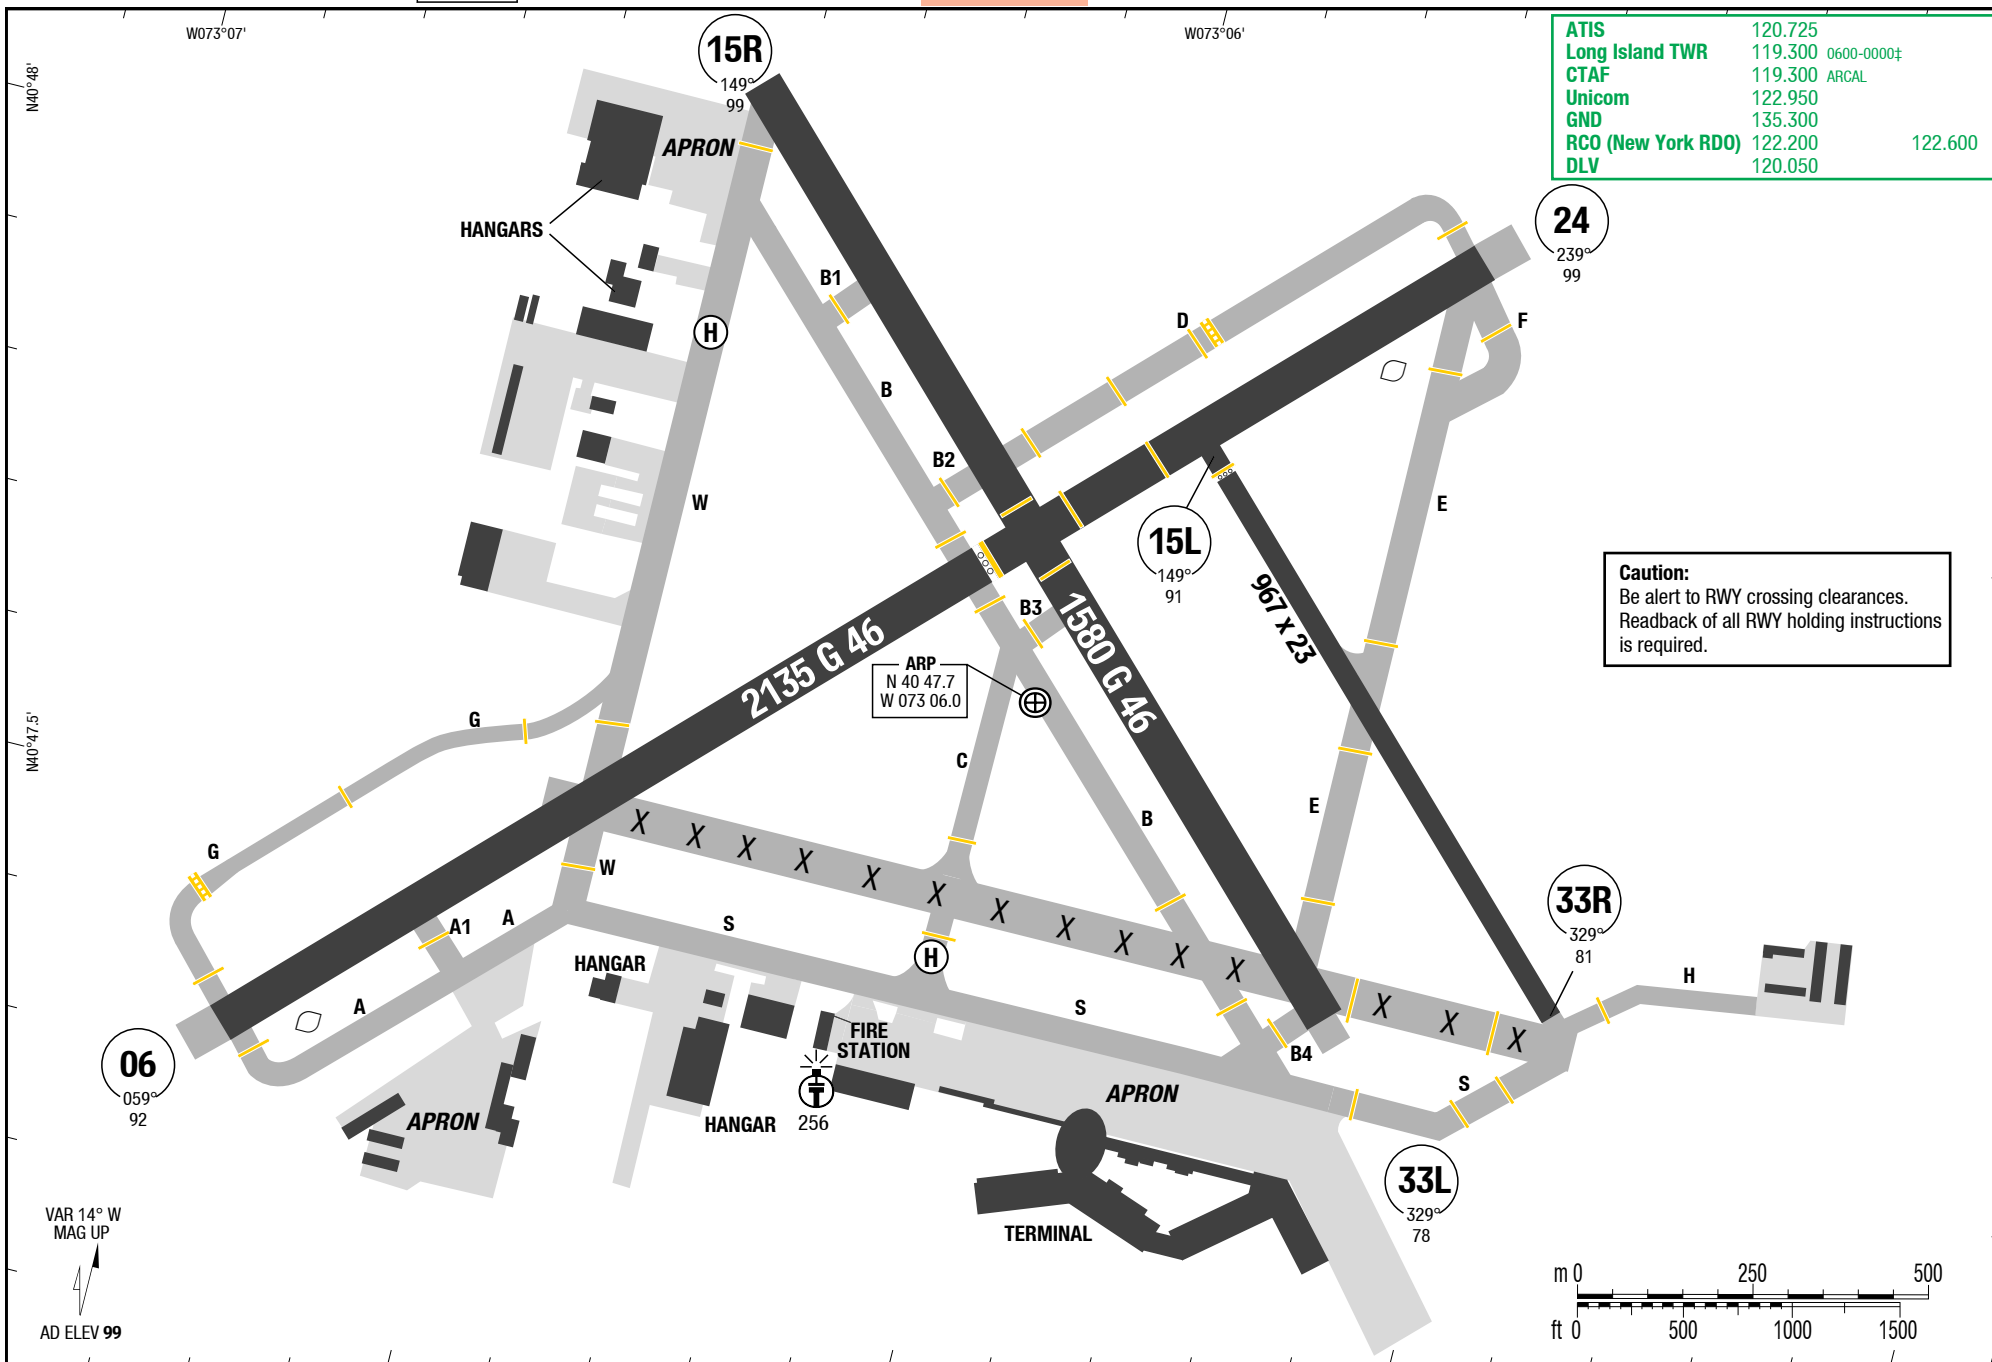 W073°07'
W073°06'
N40°48'
N40°47.5'
15R
149°
99
ATIS 120.725
Long Island TWR 119.300 0600-0000‡
CTAF 119.300 ARCAL
Unicom 122.950
GND 135.300
RCO (New York RDO) 122.200 122.600
DLV 120.050
APRON
HANGARS
24
239°
99
B1
D
F
H
B
B2
W
E
15L
149°
91
967 x 23
Caution:
Be alert to RWY crossing clearances.
Readback of all RWY holding instructions
is required.
B3
1580 G 46
2135 G 46
ARP
N 40 47.7
W 073 06.0
G
C
B
E
G
W
X X X X X X X X X X X X X X X
A1
A
S
33R
329°
81
HANGAR
H
H
A
S
FIRE
STATION
B4
S
06
059°
92
APRON
HANGAR
256
APRON
33L
329°
78
TERMINAL
VAR 14° W
MAG UP
AD ELEV 99
m 0 250 500
ft 0 500 1000 1500